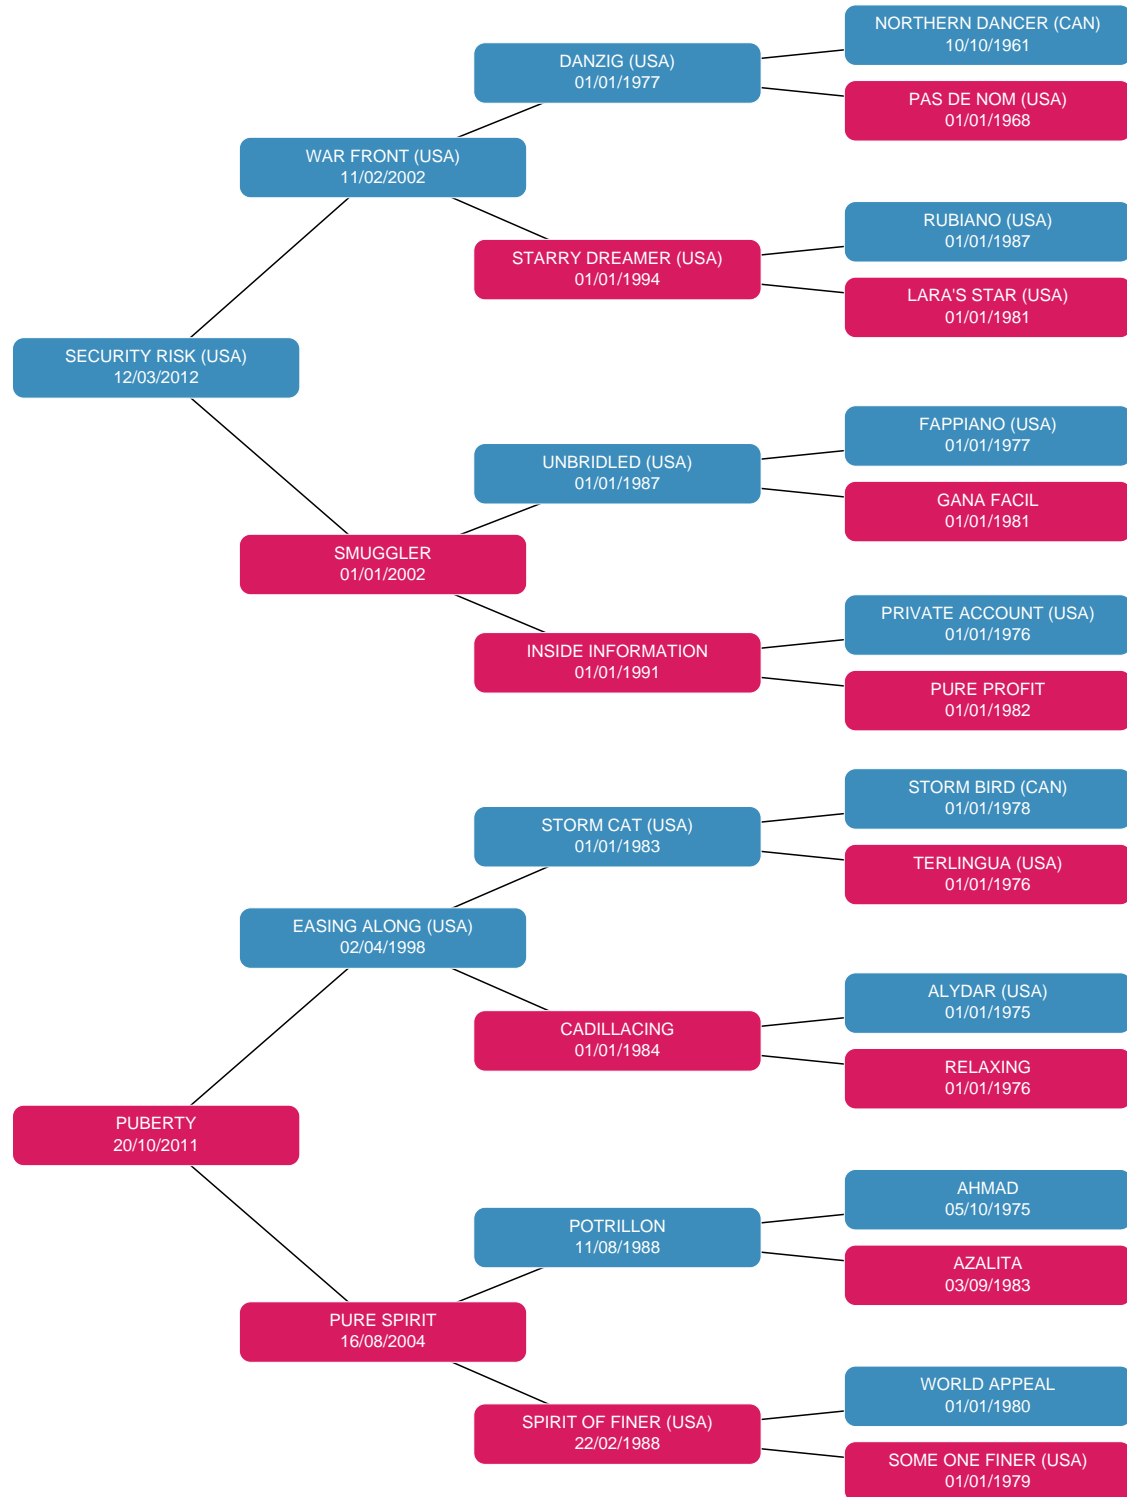 NORTHERN DANCER (CAN)
10/10/1961
DANZIG (USA)
01/01/1977
PAS DE NOM (USA)
01/01/1968
WAR FRONT (USA)
11/02/2002
RUBIANO (USA)
01/01/1987
STARRY DREAMER (USA)
01/01/1994
LARA'S STAR (USA)
01/01/1981
SECURITY RISK (USA)
12/03/2012
FAPPIANO (USA)
01/01/1977
UNBRIDLED (USA)
01/01/1987
GANA FACIL
01/01/1981
SMUGGLER
01/01/2002
PRIVATE ACCOUNT (USA)
01/01/1976
INSIDE INFORMATION
01/01/1991
PURE PROFIT
01/01/1982
STORM BIRD (CAN)
01/01/1978
STORM CAT (USA)
01/01/1983
TERLINGUA (USA)
01/01/1976
EASING ALONG (USA)
02/04/1998
ALYDAR (USA)
01/01/1975
CADILLACING
01/01/1984
RELAXING
01/01/1976
PUBERTY
20/10/2011
AHMAD
05/10/1975
POTRILLON
11/08/1988
AZALITA
03/09/1983
PURE SPIRIT
16/08/2004
WORLD APPEAL
01/01/1980
SPIRIT OF FINER (USA)
22/02/1988
SOME ONE FINER (USA)
01/01/1979